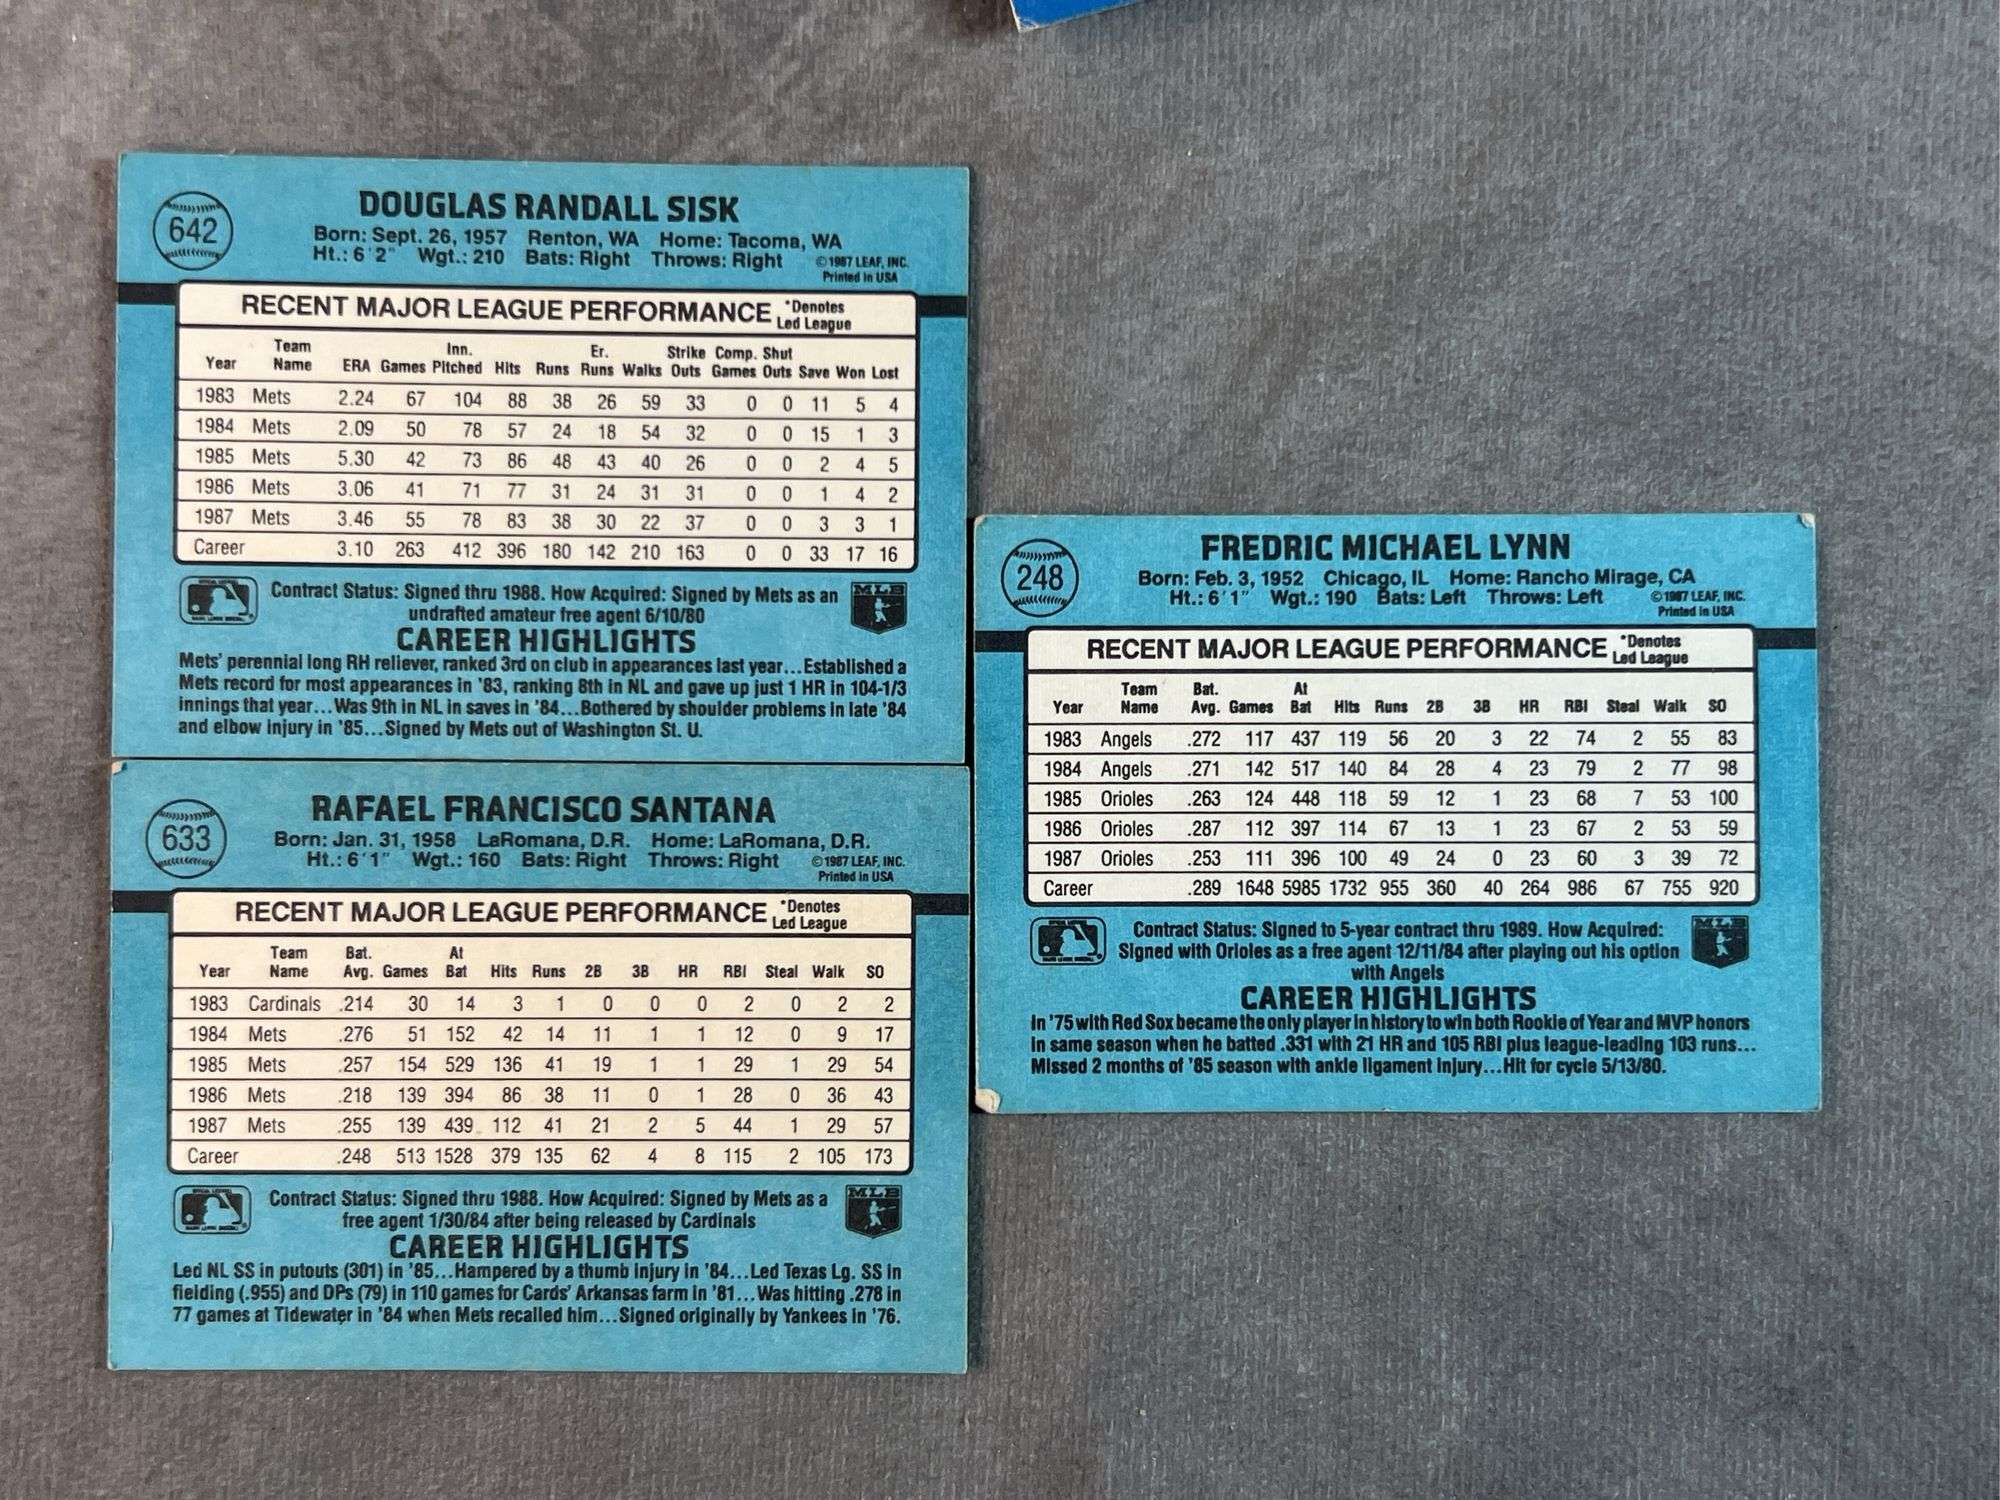 642
DOUGLAS RANDALL SISK
Born: Sept. 26, 1957 Renton, WA Home: Tacoma, WA
Ht.: 6'2" Wgt.: 210 Bats: Right Throws: Right ©1987 LEAF, INC.
Printed in USA
RECENT MAJOR LEAGUE PERFORMANCE *Denotes
Led League
Year Team Name ERA Games Inn. Pitched Hits Runs Er. Runs Walks Strike Outs Comp. Games Shut Outs Save Won Lost
1983 Mets 2.24 67 104 88 38 26 59 33 0 0 11 5 4
1984 Mets 2.09 50 78 57 24 18 54 32 0 0 15 1 3
1985 Mets 5.30 42 73 86 48 43 40 26 0 0 2 4 5
1986 Mets 3.06 41 71 77 31 24 31 31 0 0 1 4 2
1987 Mets 3.46 55 78 83 38 30 22 37 0 0 3 3 1
Career 3.10 263 412 396 180 142 210 163 0 0 33 17 16
Contract Status: Signed thru 1988. How Acquired: Signed by Mets as an
undrafted amateur free agent 6/10/80
MLB
CAREER HIGHLIGHTS
Mets' perennial long RH reliever, ranked 3rd on club in appearances last year...Established a
Mets record for most appearances in '83, ranking 8th in NL and gave up just 1 HR in 104-1/3
innings that year...Was 9th in NL in saves in '84...Bothered by shoulder problems in late '84
and elbow injury in '85...Signed by Mets out of Washington St. U.
633
RAFAEL FRANCISCO SANTANA
Born: Jan. 31, 1958 LaRomana, D.R. Home: LaRomana, D.R.
Ht.: 6'1" Wgt.: 160 Bats: Right Throws: Right ©1987 LEAF, INC.
Printed in USA
RECENT MAJOR LEAGUE PERFORMANCE *Denotes
Led League
Year Team Name Bat. Avg. Games At Bat Hits Runs 2B 3B HR RBI Steal Walk SO
1983 Cardinals .214 30 14 3 1 0 0 0 2 0 2 2
1984 Mets .276 51 152 42 14 11 1 1 12 0 9 17
1985 Mets .257 154 529 136 41 19 1 1 29 1 29 54
1986 Mets .218 139 394 86 38 11 0 1 28 0 36 43
1987 Mets .255 139 439 112 41 21 2 5 44 1 29 57
Career .248 513 1528 379 135 62 4 8 115 2 105 173
Contract Status: Signed thru 1988. How Acquired: Signed by Mets as a
free agent 1/30/84 after being released by Cardinals
MLB
CAREER HIGHLIGHTS
Led NL SS in putouts (301) in '85...Hampered by a thumb injury in '84...Led Texas Lg. SS in
fielding (.955) and DPs (79) in 110 games for Cards' Arkansas farm in '81...Was hitting .278 in
77 games at Tidewater in '84 when Mets recalled him...Signed originally by Yankees in '76.
248
FREDRIC MICHAEL LYNN
Born: Feb. 3, 1952 Chicago, IL Home: Rancho Mirage, CA
Ht.: 6'1" Wgt.: 190 Bats: Left Throws: Left ©1987 LEAF, INC.
Printed in USA
RECENT MAJOR LEAGUE PERFORMANCE *Denotes
Led League
Year Team Name Bat. Avg. Games At Bat Hits Runs 2B 3B HR RBI Steal Walk SO
1983 Angels .272 117 437 119 56 20 3 22 74 2 55 83
1984 Angels .271 142 517 140 84 28 4 23 79 2 77 98
1985 Orioles .263 124 448 118 59 12 1 23 68 7 53 100
1986 Orioles .287 112 397 114 67 13 1 23 67 2 53 59
1987 Orioles .253 111 396 100 49 24 0 23 60 3 39 72
Career .289 1648 5985 1732 955 360 40 264 986 67 755 920
Contract Status: Signed to 5-year contract thru 1989. How Acquired:
Signed with Orioles as a free agent 12/11/84 after playing out his option
with Angels
MLB
CAREER HIGHLIGHTS
In '75 with Red Sox became the only player in history to win both Rookie of Year and MVP honors
in same season when he batted .331 with 21 HR and 105 RBI plus league-leading 103 runs...
Missed 2 months of '85 season with ankle ligament injury...Hit for cycle 5/13/80.